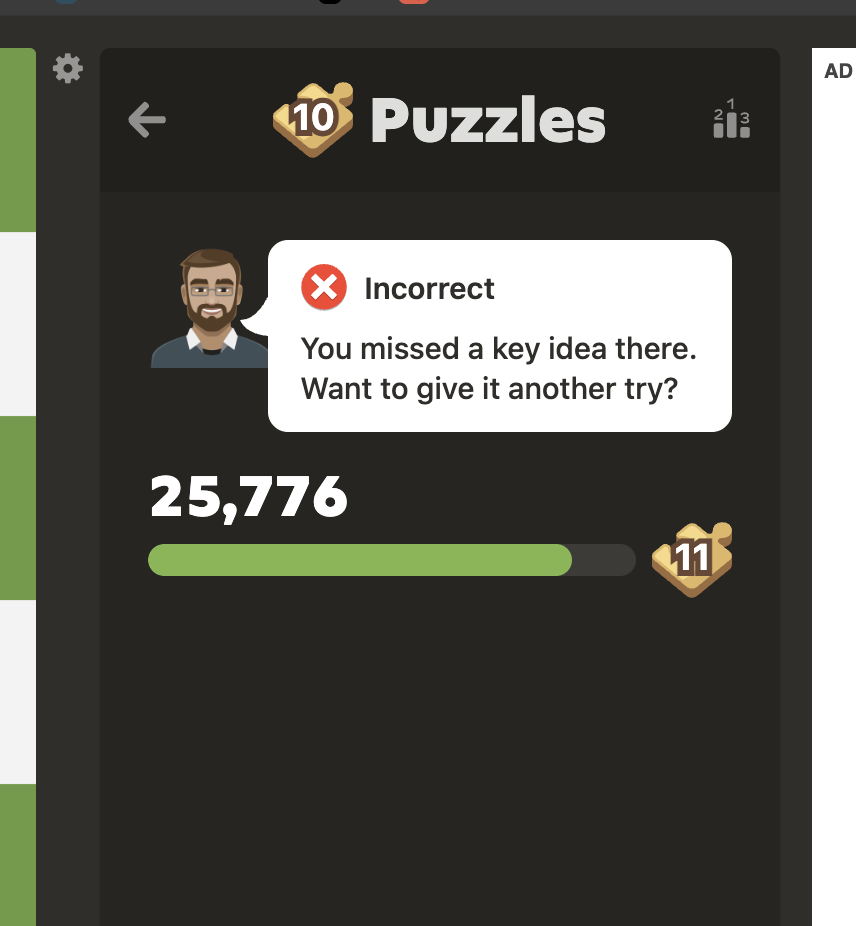 10 Puzzles
2 1 3
AD
Incorrect
You missed a key idea there.
Want to give it another try?
25,776
11